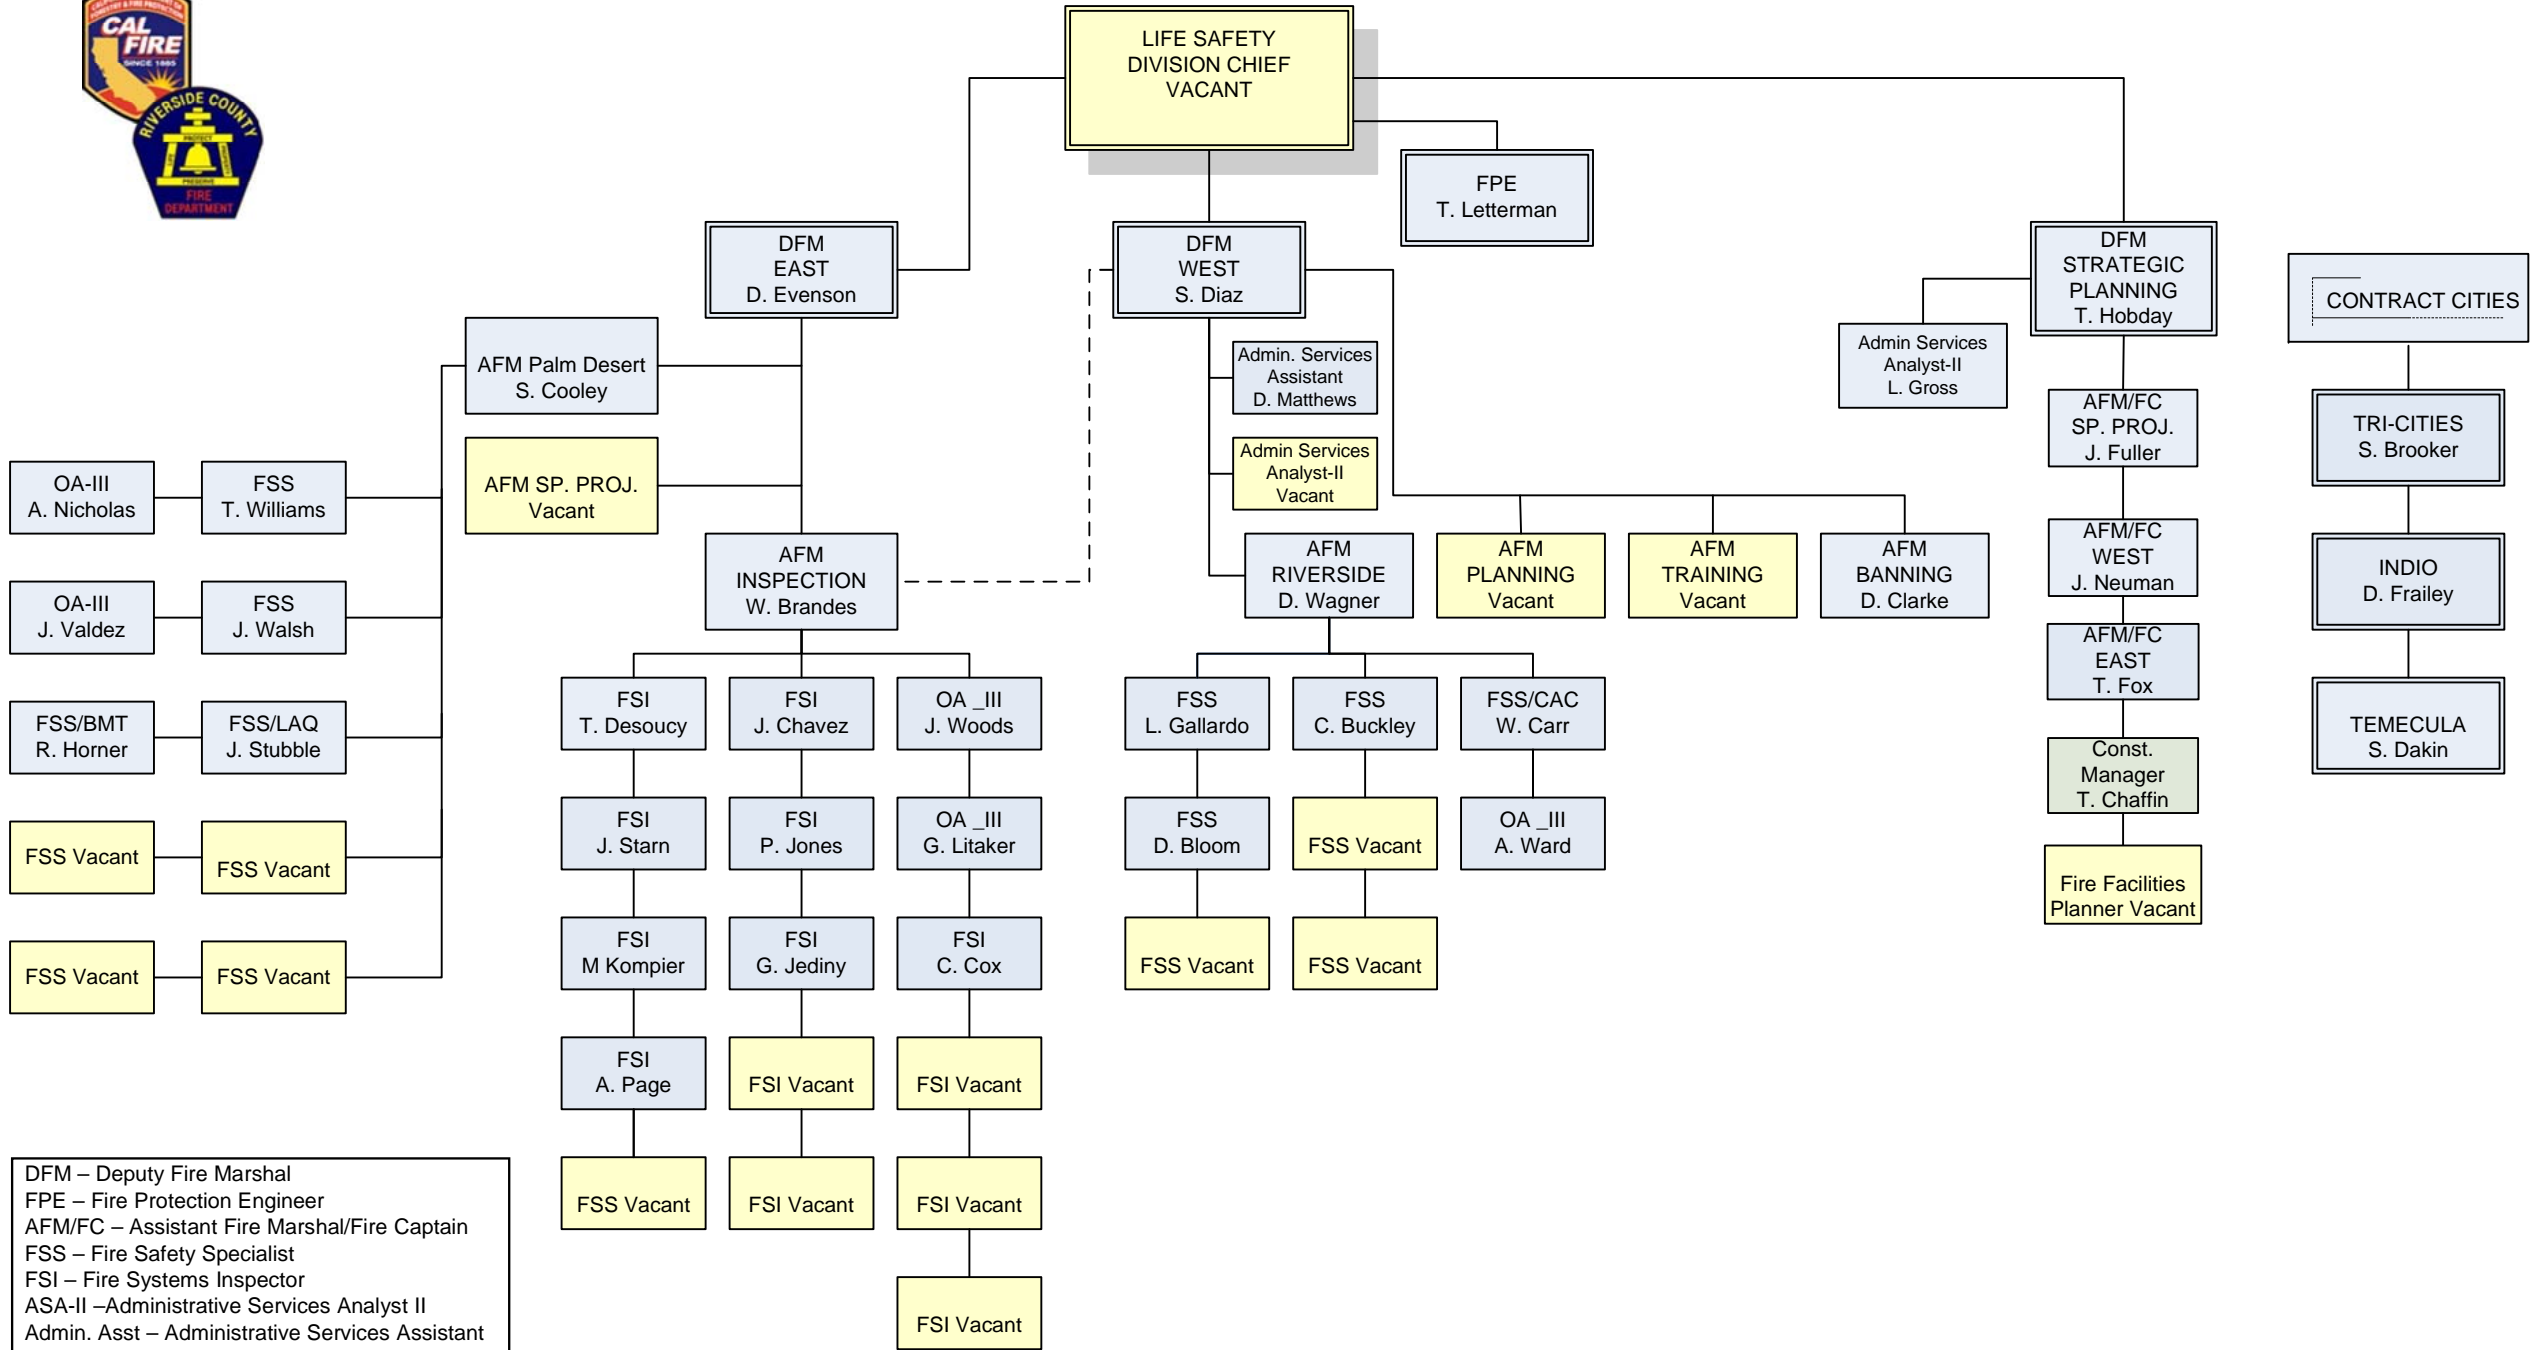 CALIFORNIA DEPARTMENT OF
FORESTRY & FIRE PROTECTION
CAL
FIRE
SINCE 1885
RIVERSIDE COUNTY
PROTECT
PRESERVE
FIRE
DEPARTMENT
LIFE SAFETY
DIVISION CHIEF
VACANT
FPE
T. Letterman
DFM
EAST
D. Evenson
DFM
WEST
S. Diaz
DFM
STRATEGIC
PLANNING
T. Hobday
CONTRACT CITIES
AFM Palm Desert
S. Cooley
AFM SP. PROJ.
Vacant
Admin. Services
Assistant
D. Matthews
Admin Services
Analyst-II
Vacant
Admin Services
Analyst-II
L. Gross
AFM/FC
SP. PROJ.
J. Fuller
AFM/FC
WEST
J. Neuman
AFM/FC
EAST
T. Fox
Const.
Manager
T. Chaffin
Fire Facilities
Planner Vacant
TRI-CITIES
S. Brooker
INDIO
D. Frailey
TEMECULA
S. Dakin
OA-III
A. Nicholas
FSS
T. Williams
OA-III
J. Valdez
FSS
J. Walsh
FSS/BMT
R. Horner
FSS/LAQ
J. Stubble
FSS Vacant
FSS Vacant
FSS Vacant
FSS Vacant
AFM
INSPECTION
W. Brandes
AFM
RIVERSIDE
D. Wagner
AFM
PLANNING
Vacant
AFM
TRAINING
Vacant
AFM
BANNING
D. Clarke
FSI
T. Desoucy
FSI
J. Chavez
OA _III
J. Woods
FSI
J. Starn
FSI
P. Jones
OA _III
G. Litaker
FSI
M Kompier
FSI
G. Jediny
FSI
C. Cox
FSI
A. Page
FSI Vacant
FSI Vacant
FSS Vacant
FSI Vacant
FSI Vacant
FSI Vacant
FSS
L. Gallardo
FSS
C. Buckley
FSS/CAC
W. Carr
FSS
D. Bloom
FSS Vacant
OA _III
A. Ward
FSS Vacant
FSS Vacant
DFM – Deputy Fire Marshal
FPE – Fire Protection Engineer
AFM/FC – Assistant Fire Marshal/Fire Captain
FSS – Fire Safety Specialist
FSI – Fire Systems Inspector
ASA-II –Administrative Services Analyst II
Admin. Asst – Administrative Services Assistant